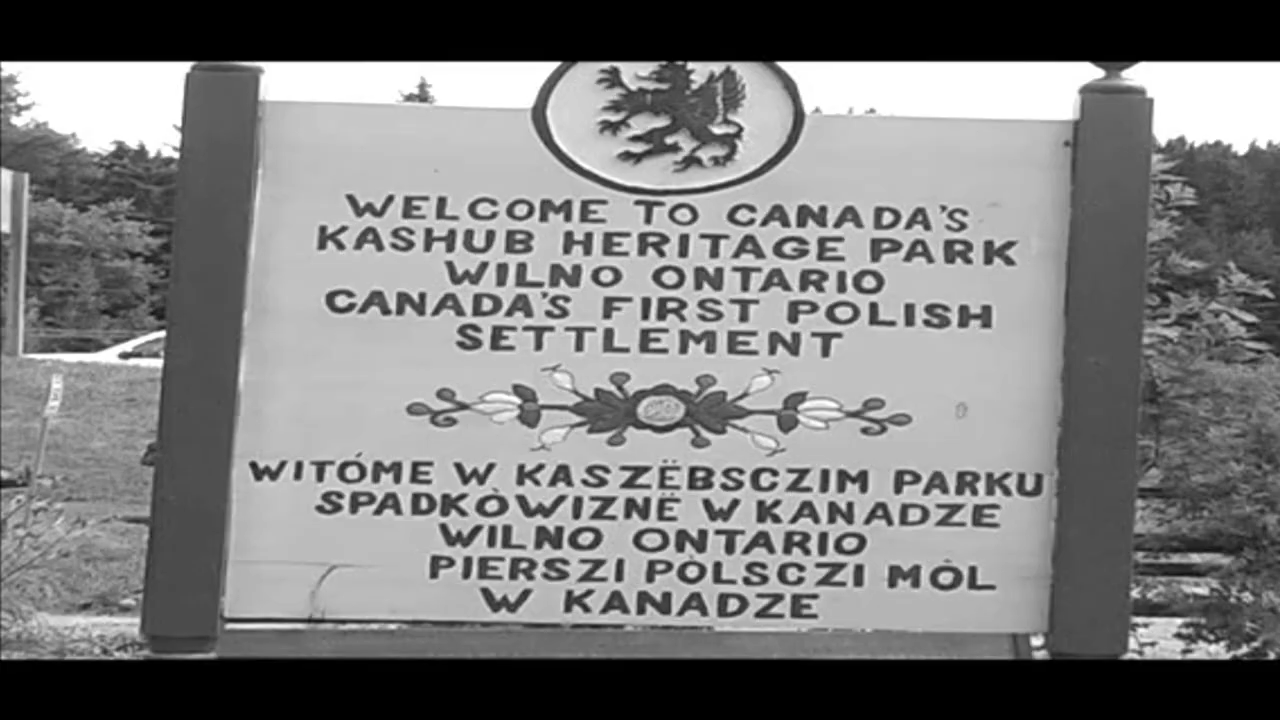 WELCOME TO CANADA'S
KASHUB HERITAGE PARK
WILNO ONTARIO
CANADA'S FIRST POLISH
SETTLEMENT
WITÓME W KASZËBSCZIM PARKU
SPADKÒWIZNË W KANADZE
WILNO ONTARIO
PIERSZI PÒLSCZI MÒL
W KANADZE